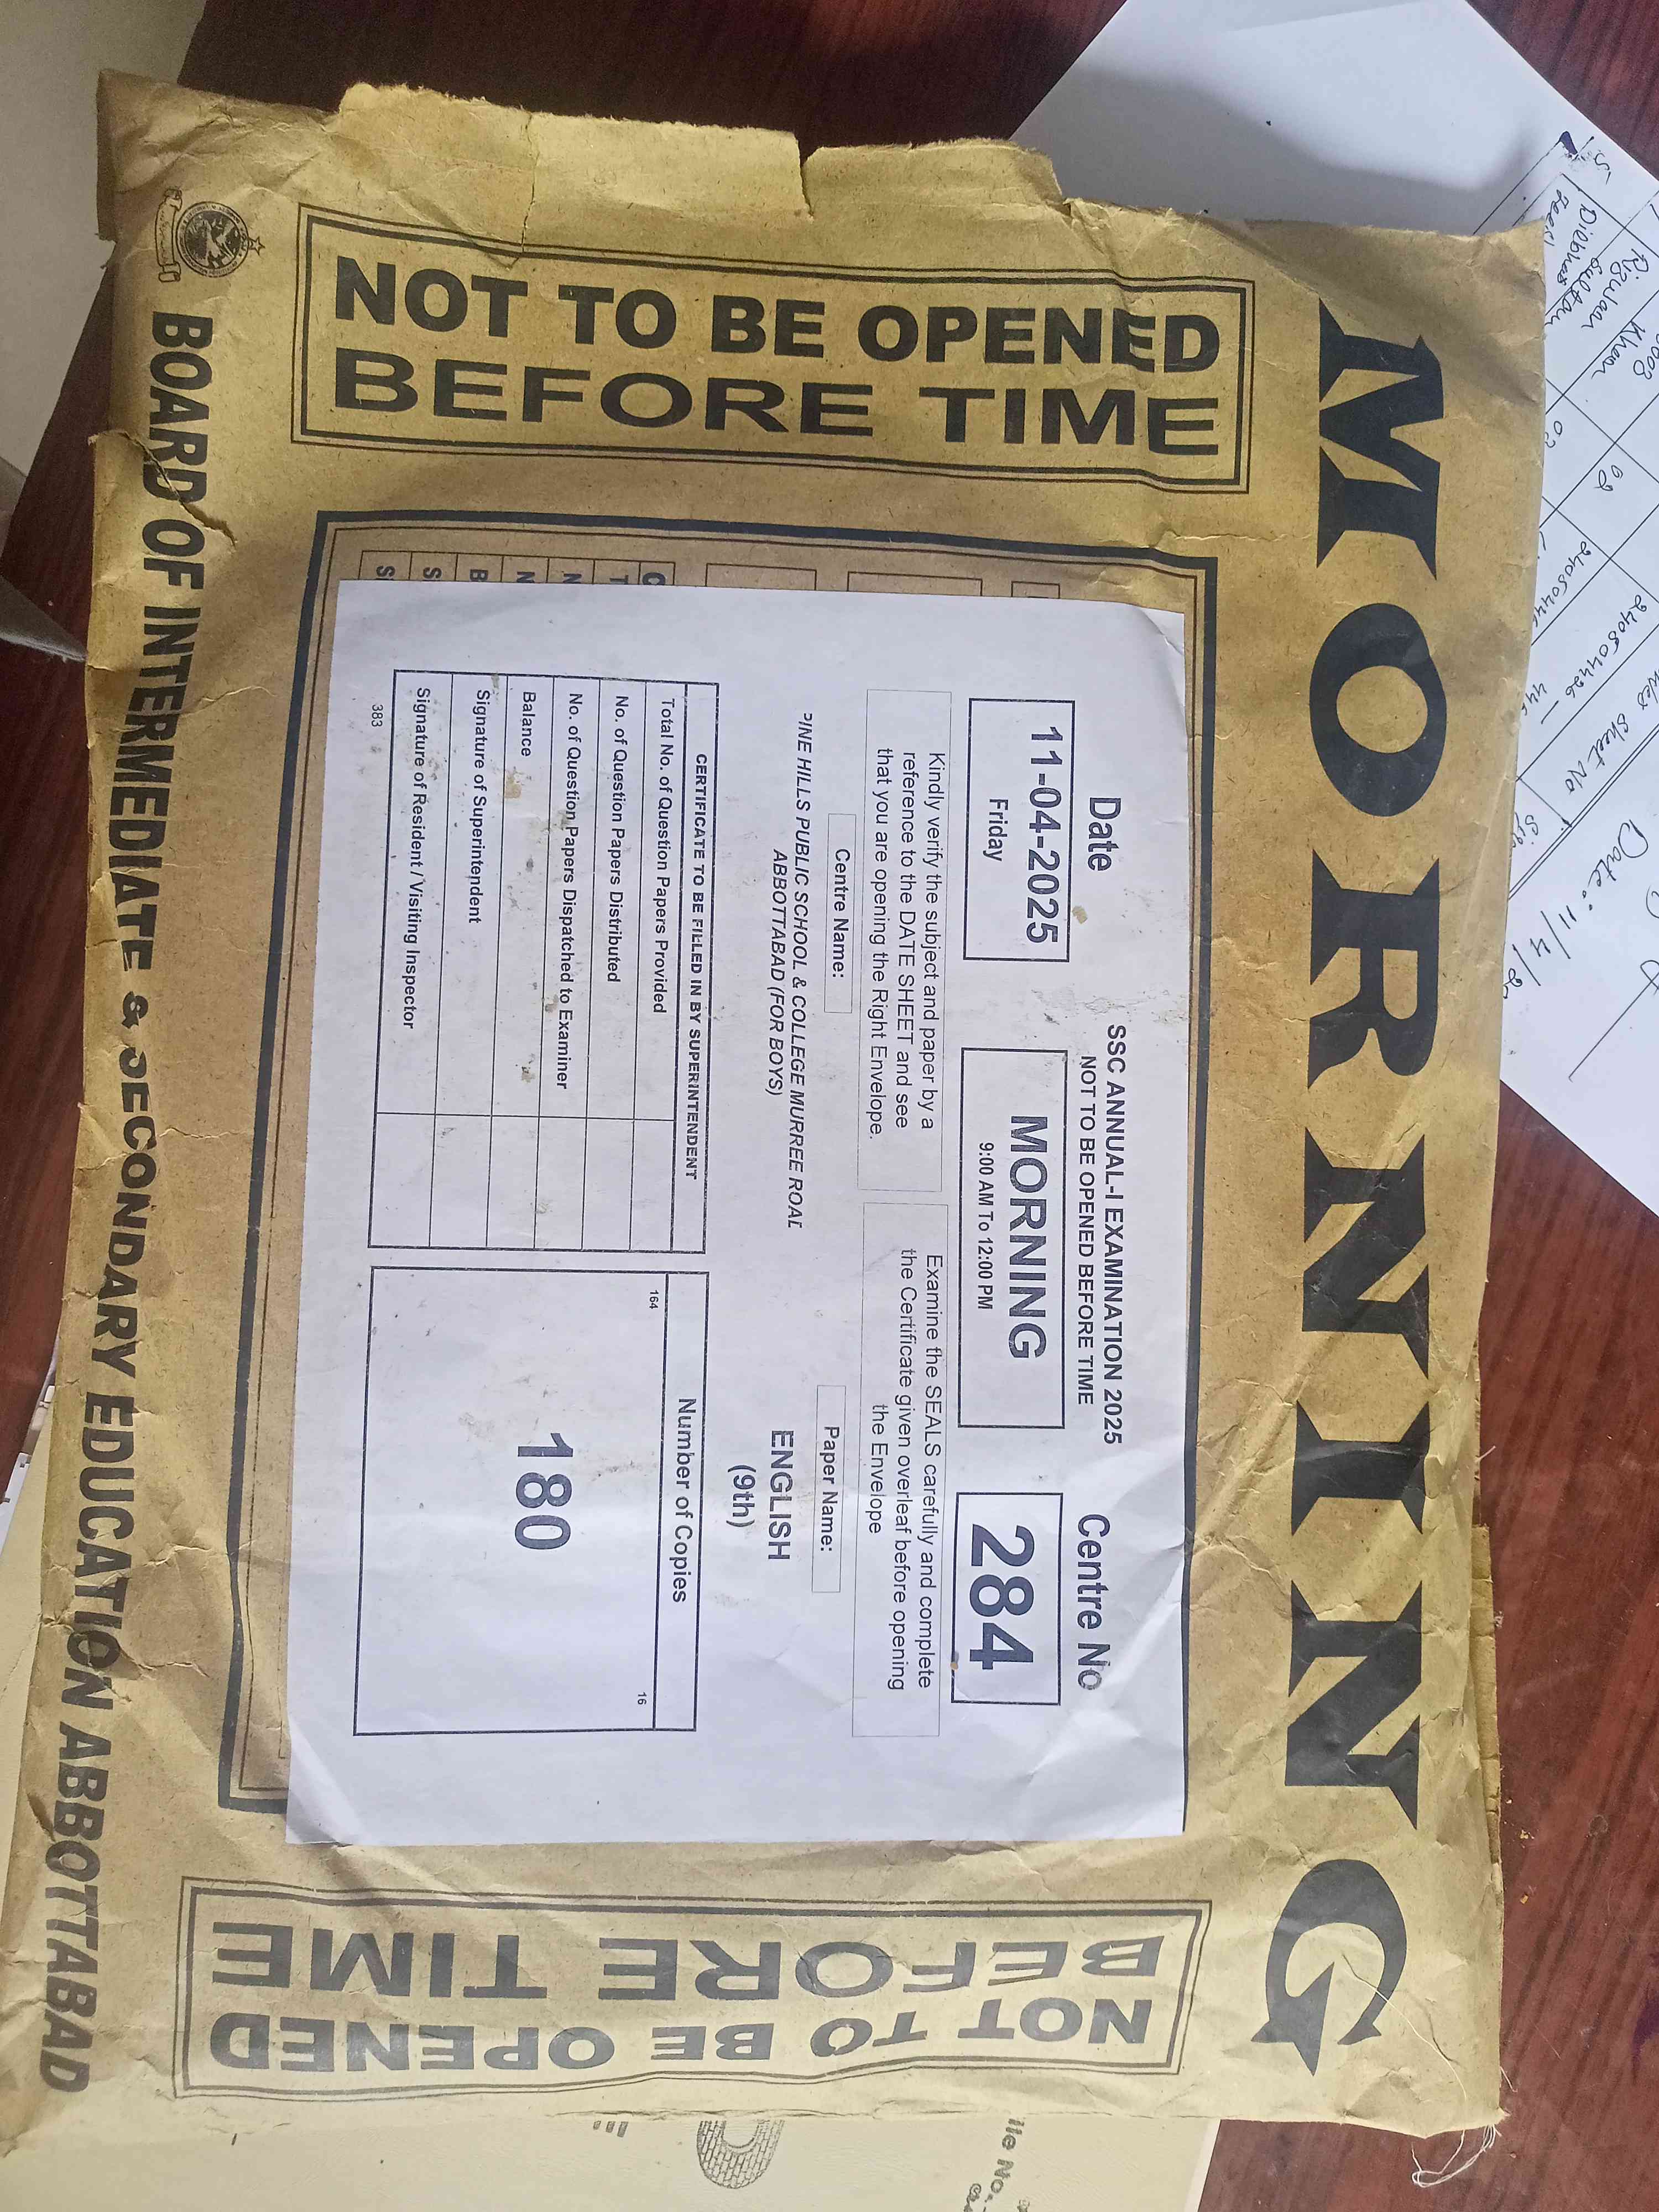 MORNING
NOT TO BE OPENED
BEFORE TIME
SSC ANNUAL-I EXAMINATION 2025
NOT TO BE OPENED BEFORE TIME
Date
11-04-2025
Friday
MORNING
9:00 AM To 12:00 PM
Centre No
284
Kindly verify the subject and paper by a
reference to the DATE SHEET and see
that you are opening the Right Envelope.
Examine the SEALS carefully and complete
the Certificate given overleaf before opening
the Envelope
Centre Name:
PINE HILLS PUBLIC SCHOOL & COLLEGE MURREE ROAD
ABBOTTABAD (FOR BOYS)
Paper Name:
ENGLISH
(9th)
CERTIFICATE TO BE FILLED IN BY SUPERINTENDENT
Total No. of Question Papers Provided
No. of Question Papers Distributed
No. of Question Papers Dispatched to Examiner
Balance
Signature of Superintendent
Signature of Resident / Visiting Inspector
383
Number of Copies
164
16
180
NOT TO BE OPENED
BEFORE TIME
BOARD OF INTERMEDIATE & SECONDARY EDUCATION ABBOTTABAD
Date: 11/4/2
Sheet No
Rizwan Khan 02 240504426
03